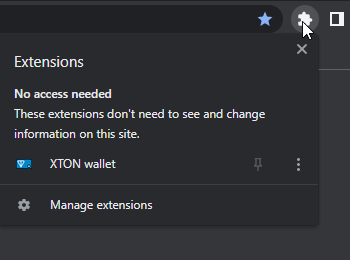 Extensions
No access needed
These extensions don't need to see and change
information on this site.
XTON wallet
Manage extensions